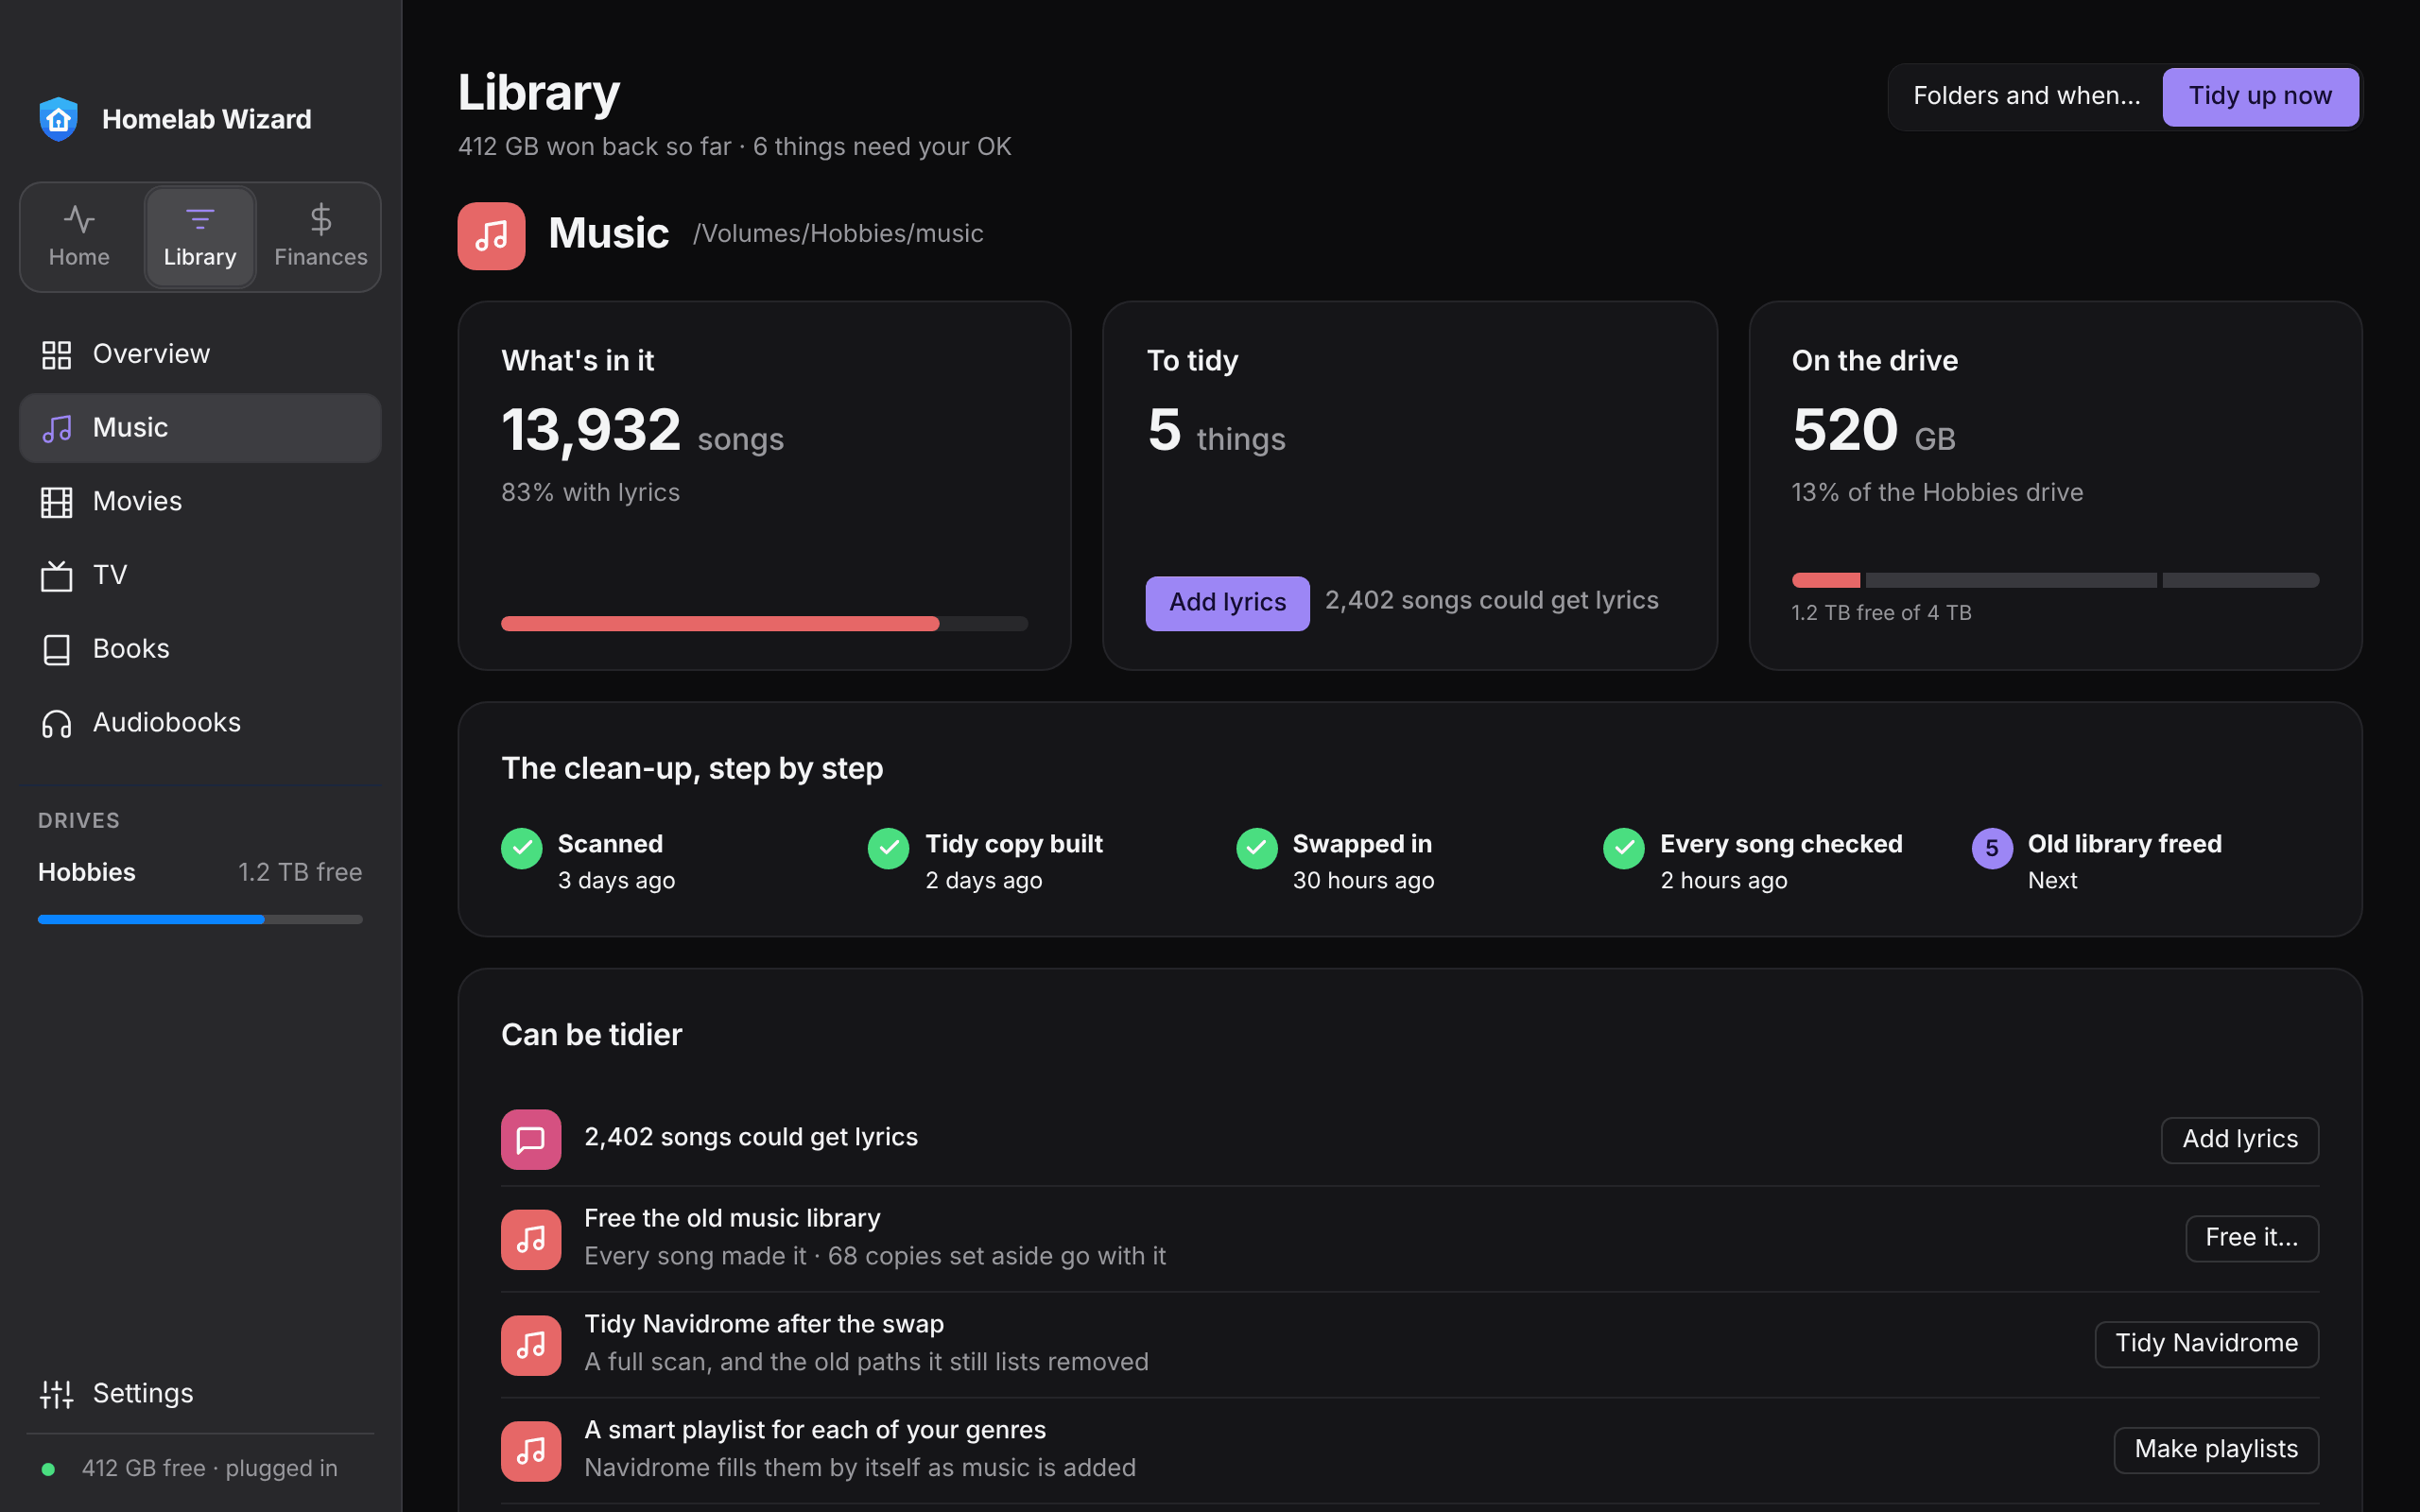 Homelab Wizard
Home
Library
Finances
Overview
Music
Movies
TV
Books
Audiobooks
DRIVES
Hobbies 1.2 TB free
Settings
412 GB free · plugged in
Library
412 GB won back so far · 6 things need your OK
Folders and when...
Tidy up now
Music /Volumes/Hobbies/music
What's in it
13,932 songs
83% with lyrics
To tidy
5 things
Add lyrics 2,402 songs could get lyrics
On the drive
520 GB
13% of the Hobbies drive
1.2 TB free of 4 TB
The clean-up, step by step
Scanned
3 days ago
Tidy copy built
2 days ago
Swapped in
30 hours ago
Every song checked
2 hours ago
5 Old library freed
Next
Can be tidier
2,402 songs could get lyrics
Add lyrics
Free the old music library
Every song made it · 68 copies set aside go with it
Free it...
Tidy Navidrome after the swap
A full scan, and the old paths it still lists removed
Tidy Navidrome
A smart playlist for each of your genres
Navidrome fills them by itself as music is added
Make playlists